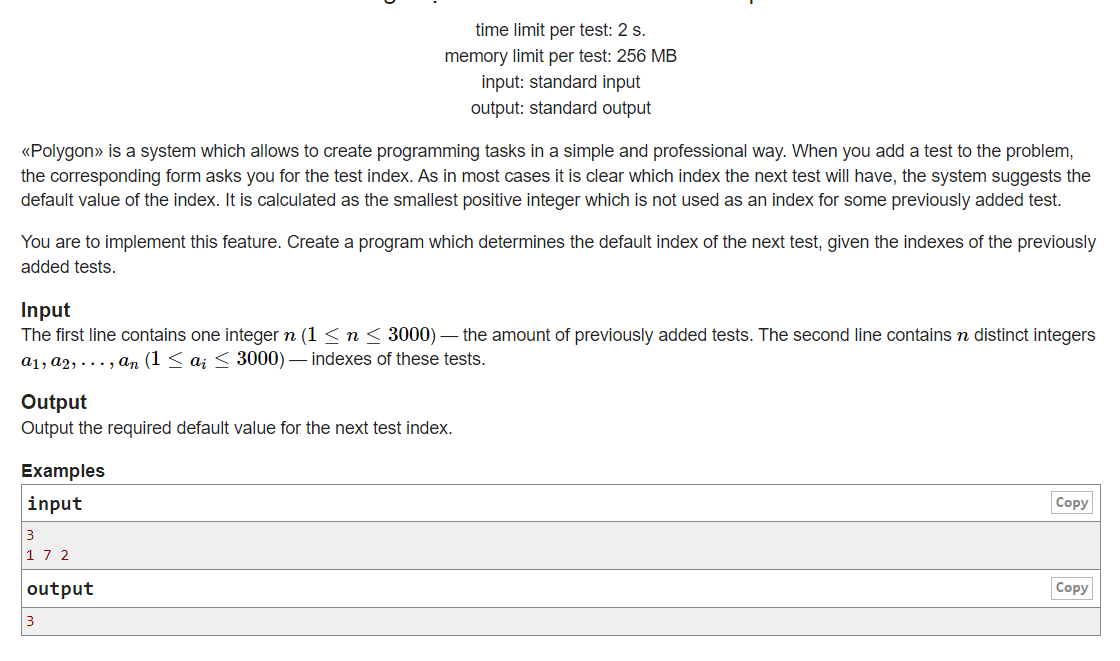 time limit per test: 2 s.
memory limit per test: 256 MB
input: standard input
output: standard output
«Polygon» is a system which allows to create programming tasks in a simple and professional way. When you add a test to the problem,
the corresponding form asks you for the test index. As in most cases it is clear which index the next test will have, the system suggests the
default value of the index. It is calculated as the smallest positive integer which is not used as an index for some previously added test.
You are to implement this feature. Create a program which determines the default index of the next test, given the indexes of the previously
added tests.
Input
The first line contains one integer n (1 ≤ n ≤ 3000) — the amount of previously added tests. The second line contains n distinct integers
a₁, a₂, . . . , aₙ (1 ≤ aᵢ ≤ 3000) — indexes of these tests.
Output
Output the required default value for the next test index.
Examples
input
Copy
3
1 7 2
output
Copy
3